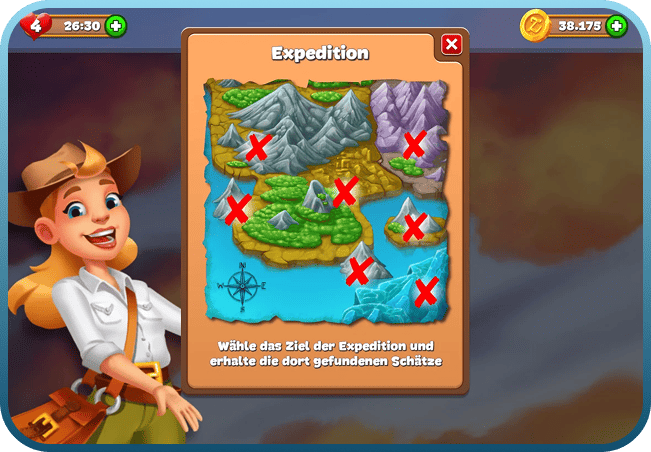 4
26:30
38.175
Expedition
N
W E
S
Wähle das Ziel der Expedition und
erhalte die dort gefundenen Schätze